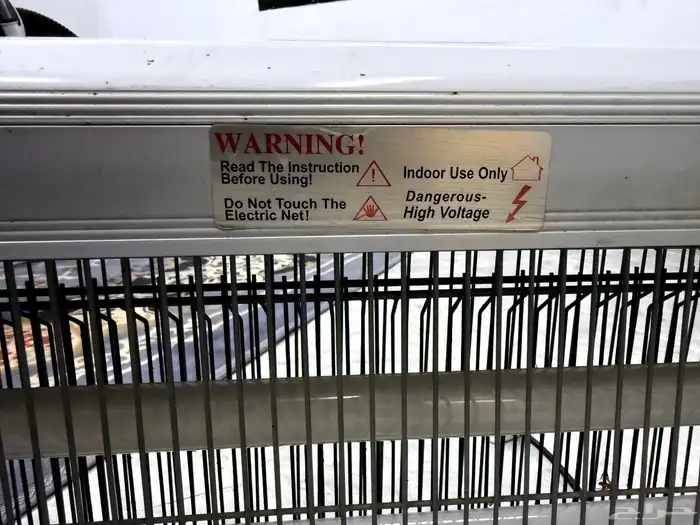 WARNING!
Read The Instruction
Before Using!
Do Not Touch The
Electric Net!
Indoor Use Only
Dangerous-
High Voltage